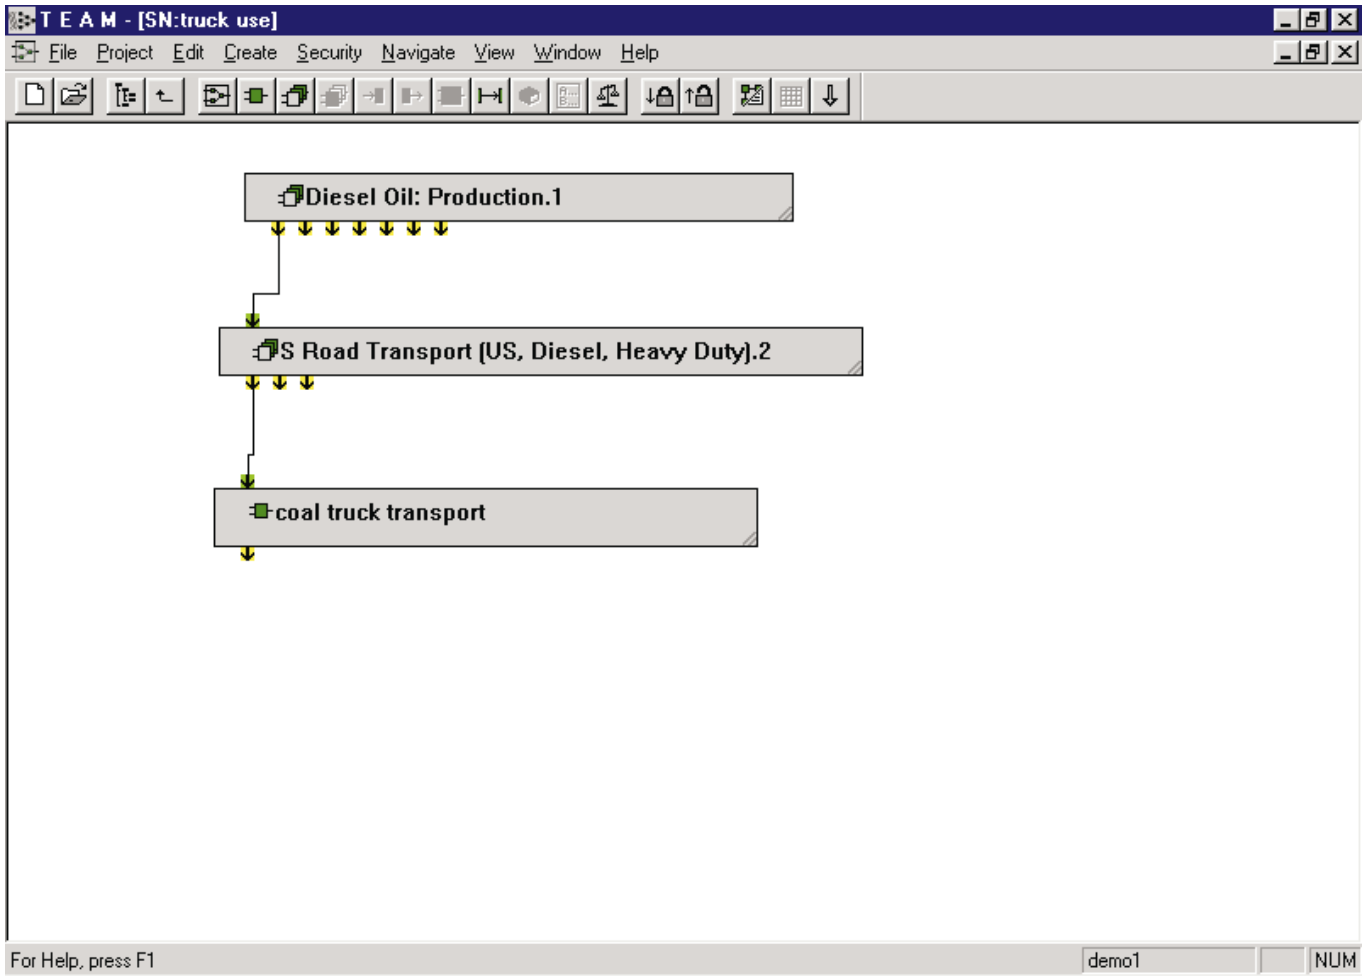 T E A M - [SN:truck use]
File Project Edit Create Security Navigate View Window Help
Diesel Oil: Production.1
S Road Transport (US, Diesel, Heavy Duty).2
coal truck transport
For Help, press F1 demo1 NUM